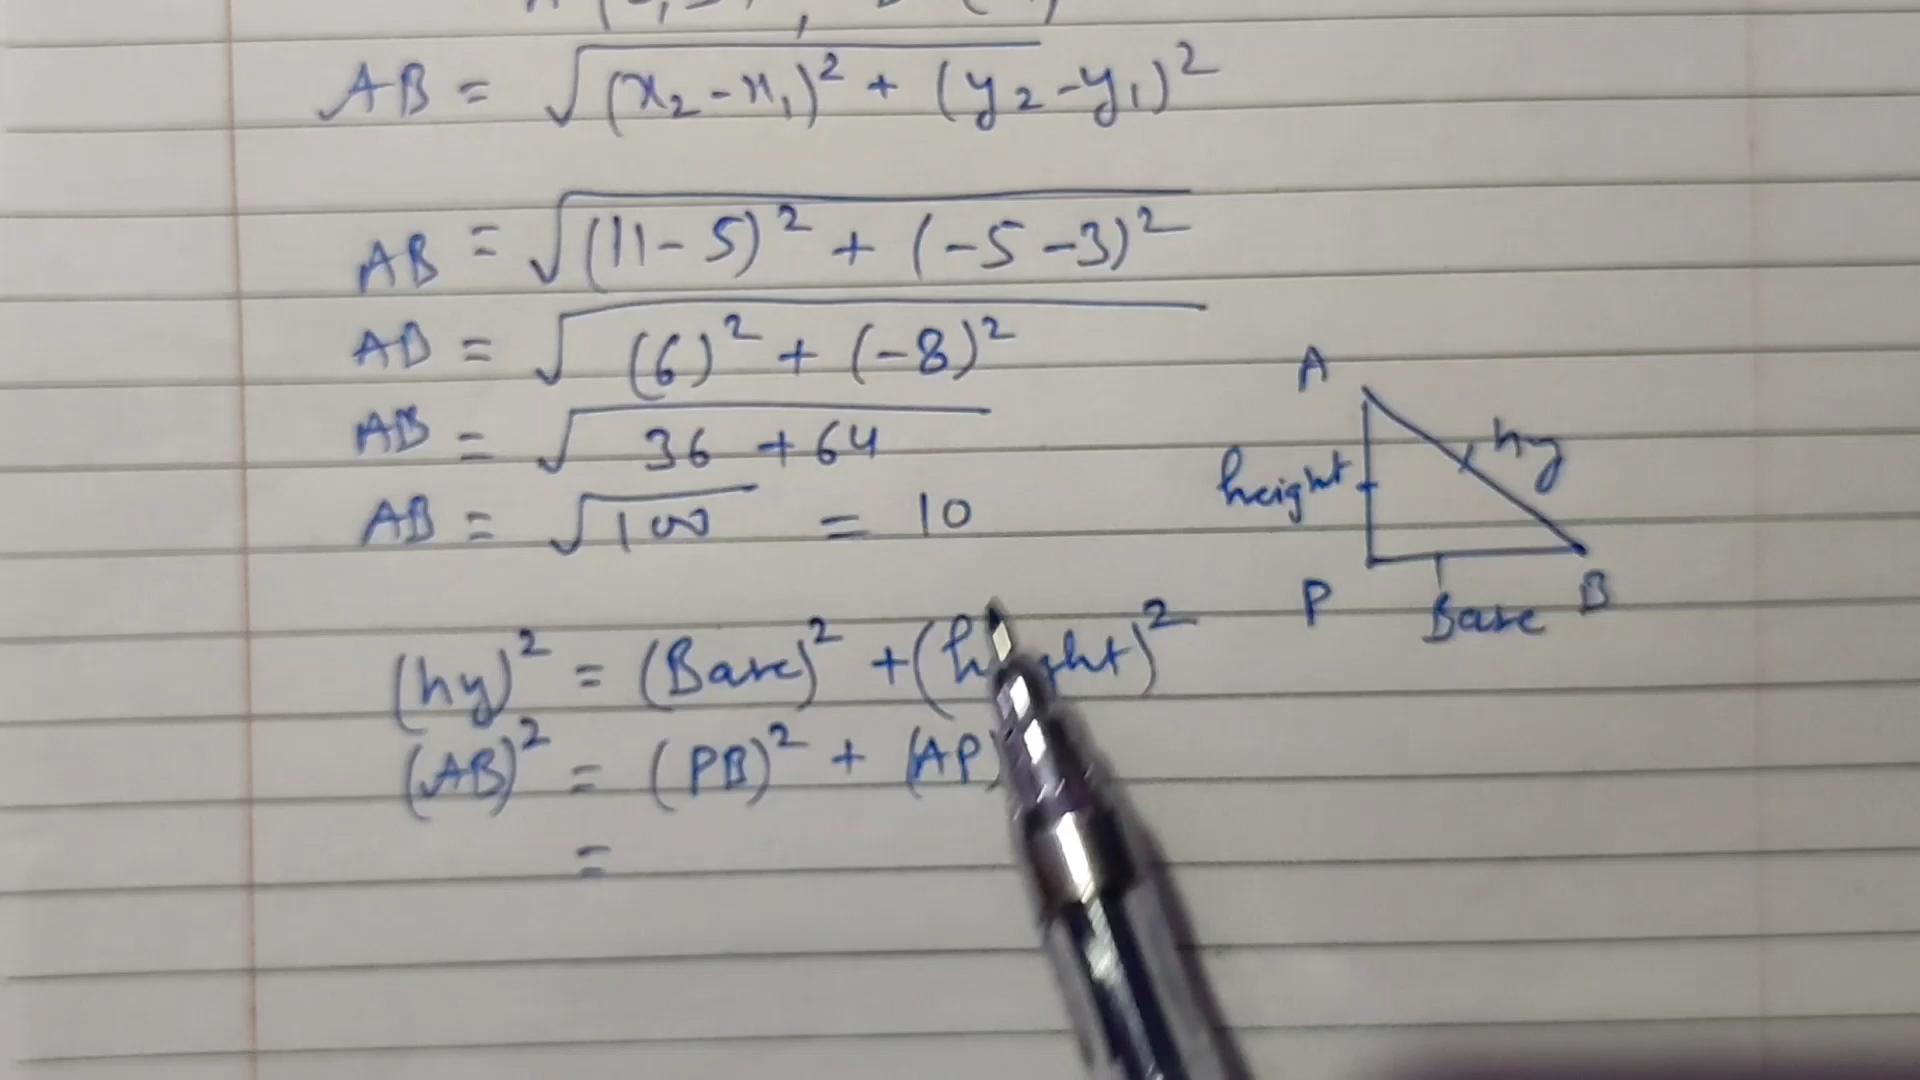 AB = √(x₂-x₁)² + (y₂-y₁)²
AB = √(11-5)² + (-5-3)²
AB = √(6)² + (-8)²
AB = √36 + 64
AB = √100 = 10
A
hy
height
P
Base
B
(hy)² = (Base)² + (height)²
(AB)² = (PB)² + (AP)
=